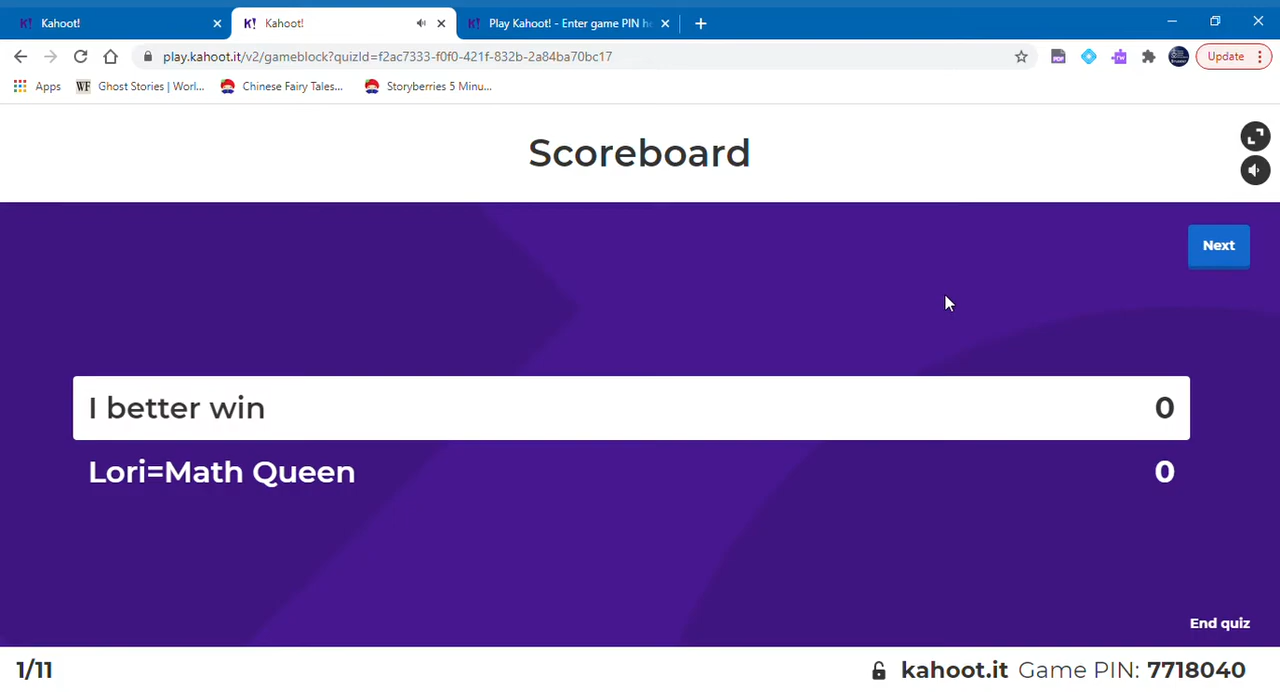 Kahoot!
Kahoot!
Play Kahoot! - Enter game PIN he
play.kahoot.it/v2/gameblock?quizId=f2ac7333-f0f0-421f-832b-2a84ba70bc17
Update
Apps
WF Ghost Stories | Worl...
Chinese Fairy Tales...
Storyberries 5 Minu...
Scoreboard
Next
I better win 0
Lori=Math Queen 0
End quiz
1/11
kahoot.it Game PIN: 7718040